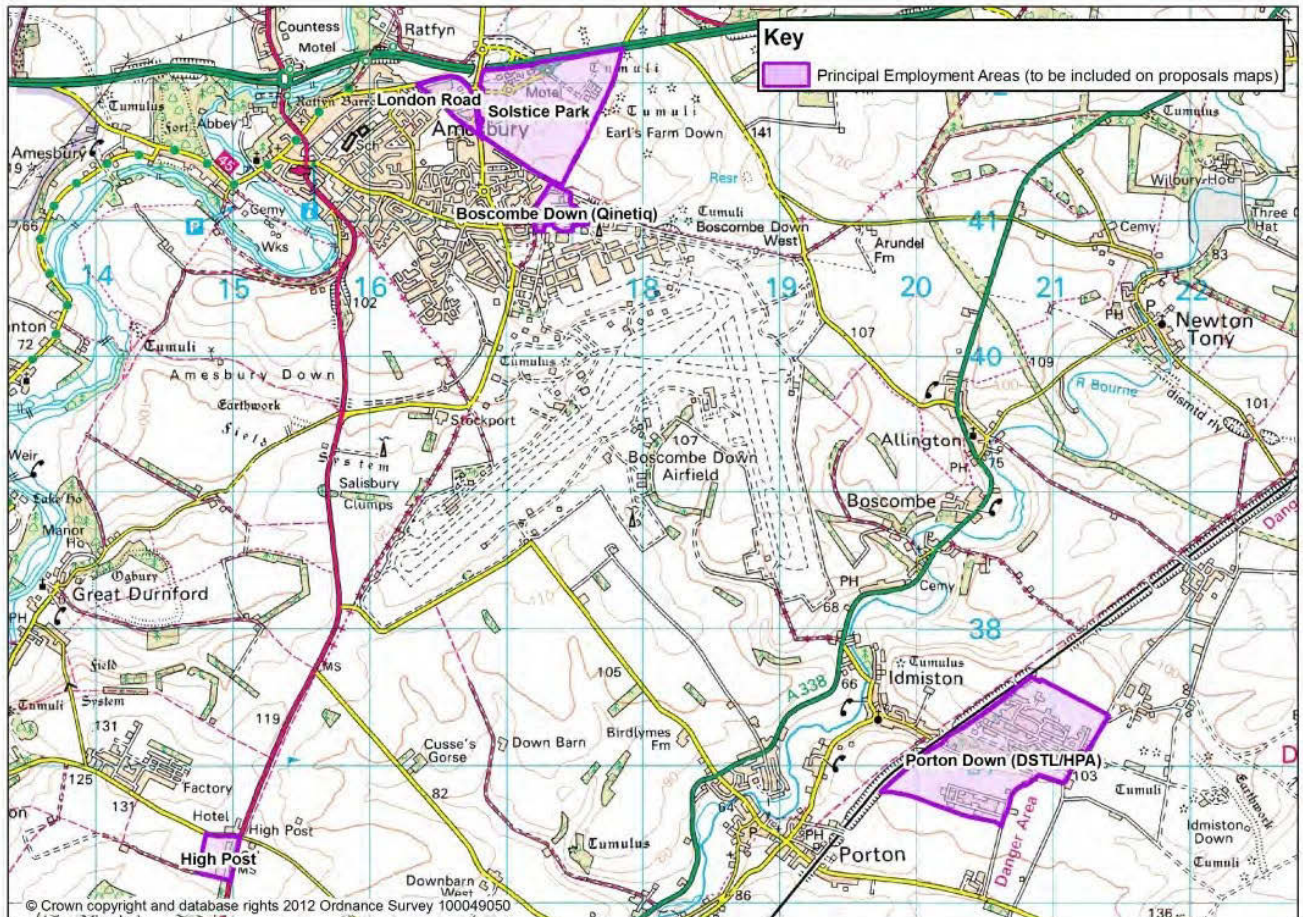 Key
Principal Employment Areas (to be included on proposals maps)
Countess
Motel
Ratfyn
London Road
Solstice Park
Motel
Tumuli
Tumuli
Earl's Farm Down
141
Tumulus
Tumulus
Fort
Abbey
Sch
Amesbury
Amesbury
45
Resr
Wilbury Ho
66
P
Cemy
Wks
i
Boscombe Down (Qinetiq)
Tumuli
Boscombe Down
West
Arundel
Fm
41
Cemy
83
14
15
16
18
19
20
21
22
102
PH
P
Newton
Tony
72
Tumuli
Amesbury Down
Tumulus
107
40
109
R Bourne
dismtd rly
101
Earthwork
Field
System
Stockport
107
Boscombe Down
Airfield
Allington
PH
75
Weir
Lake Ho
Manor
Ho
Salisbury
Clumps
Boscombe
Ogbury
Great Durnford
PH
PH
68
Cemy
110
38
Field
System
Tumuli
MS
119
105
A 338
66
Tumulus
Idmiston
131
125
131
Factory
Cusse's
Gorse
Down Barn
Birdlymes
Fm
Porton Down (DSTL/HPA)
103
Tumuli
Earthwork
82
64
Hotel
High Post
High Post
MS
Tumulus
P
PH
Porton
Danger Area
Idmiston
Down
Tumuli
Downbarn
West
86
136
© Crown copyright and database rights 2012 Ordnance Survey 100049050